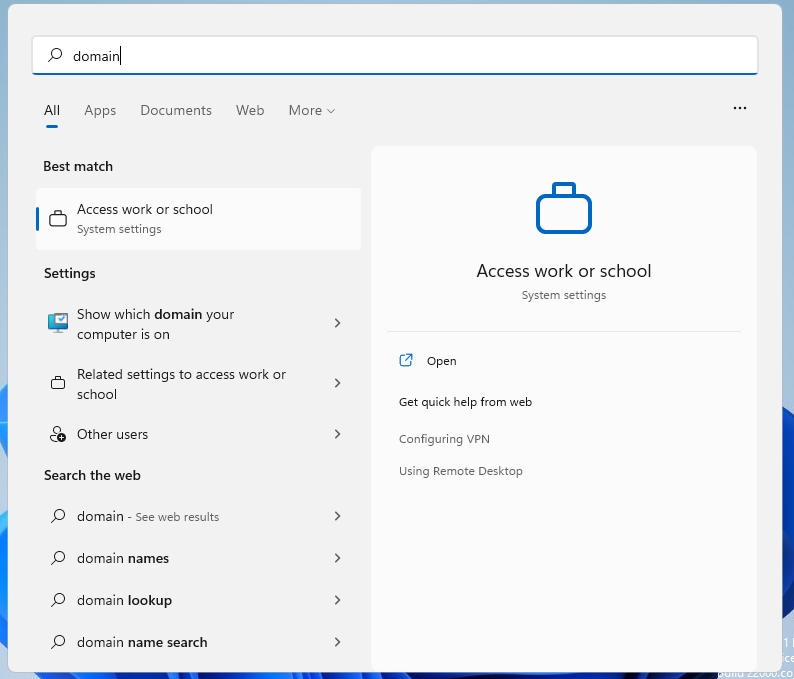 domain
All Apps Documents Web More ...
Best match
Access work or school
System settings
Settings
Show which domain your
computer is on
Related settings to access work or
school
Other users
Search the web
domain - See web results
domain names
domain lookup
domain name search
Access work or school
System settings
Open
Get quick help from web
Configuring VPN
Using Remote Desktop